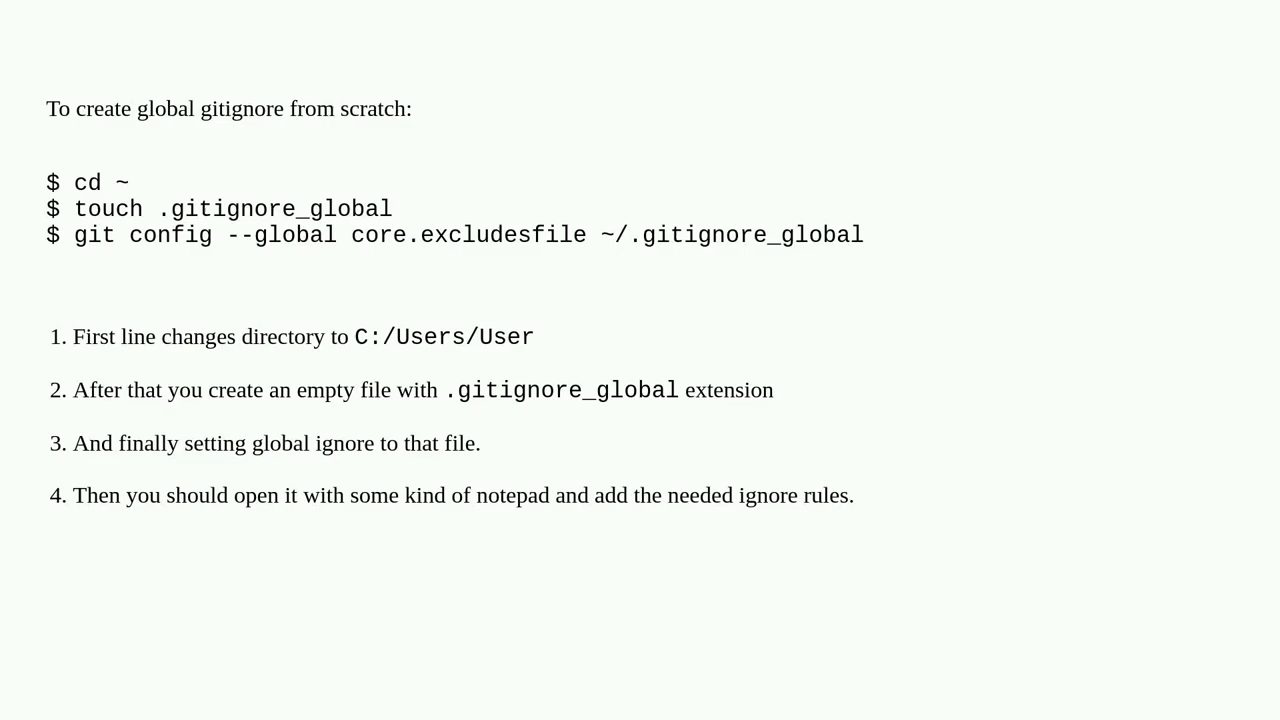 To create global gitignore from scratch:
$ cd ~
$ touch .gitignore_global
$ git config --global core.excludesfile ~/.gitignore_global
1. First line changes directory to C:/Users/User
2. After that you create an empty file with .gitignore_global extension
3. And finally setting global ignore to that file.
4. Then you should open it with some kind of notepad and add the needed ignore rules.